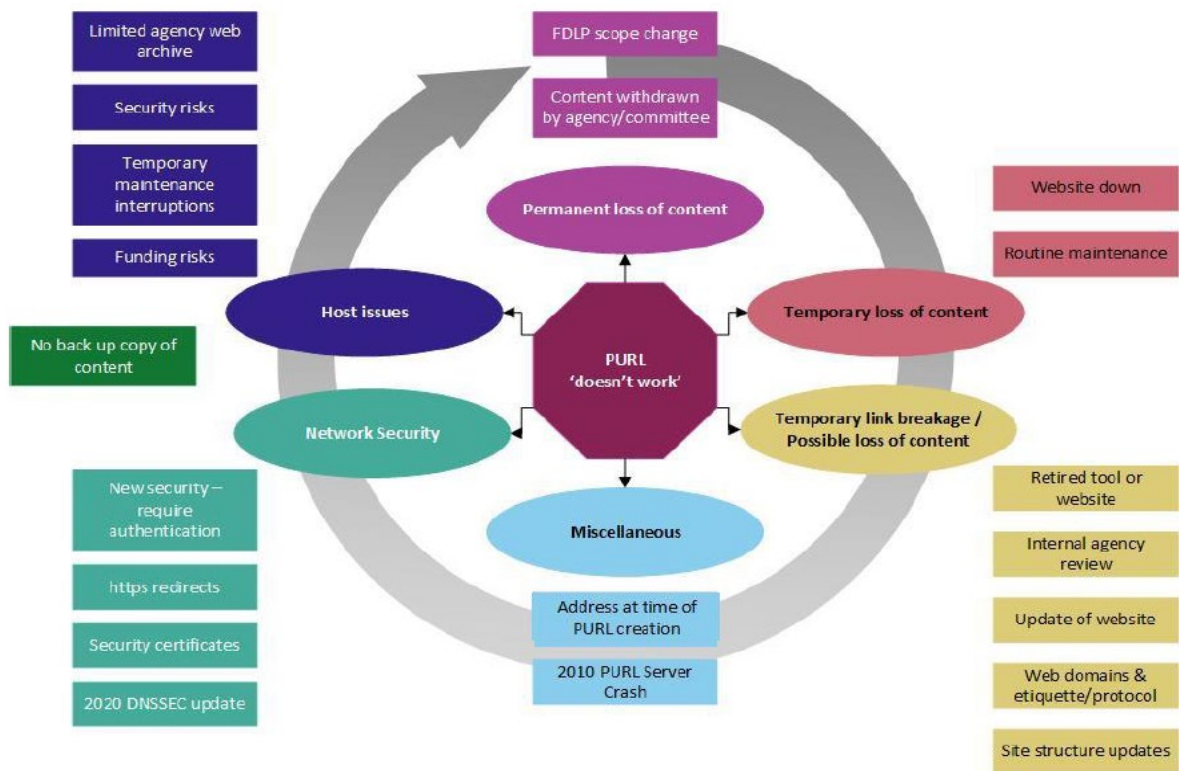 Limited agency web
archive
Security risks
Temporary
maintenance
interruptions
Funding risks
FDLP scope change
Content withdrawn
by agency/committee
Website down
Routine maintenance
Permanent loss of content
Host issues
Temporary loss of content
PURL
‘doesn’t work’
No back up copy of
content
Network Security
Temporary link breakage /
Possible loss of content
Miscellaneous
New security –
require
authentication
https redirects
Security certificates
2020 DNSSEC update
Address at time of
PURL creation
2010 PURL Server
Crash
Retired tool or
website
Internal agency
review
Update of website
Web domains &
etiquette/protocol
Site structure updates